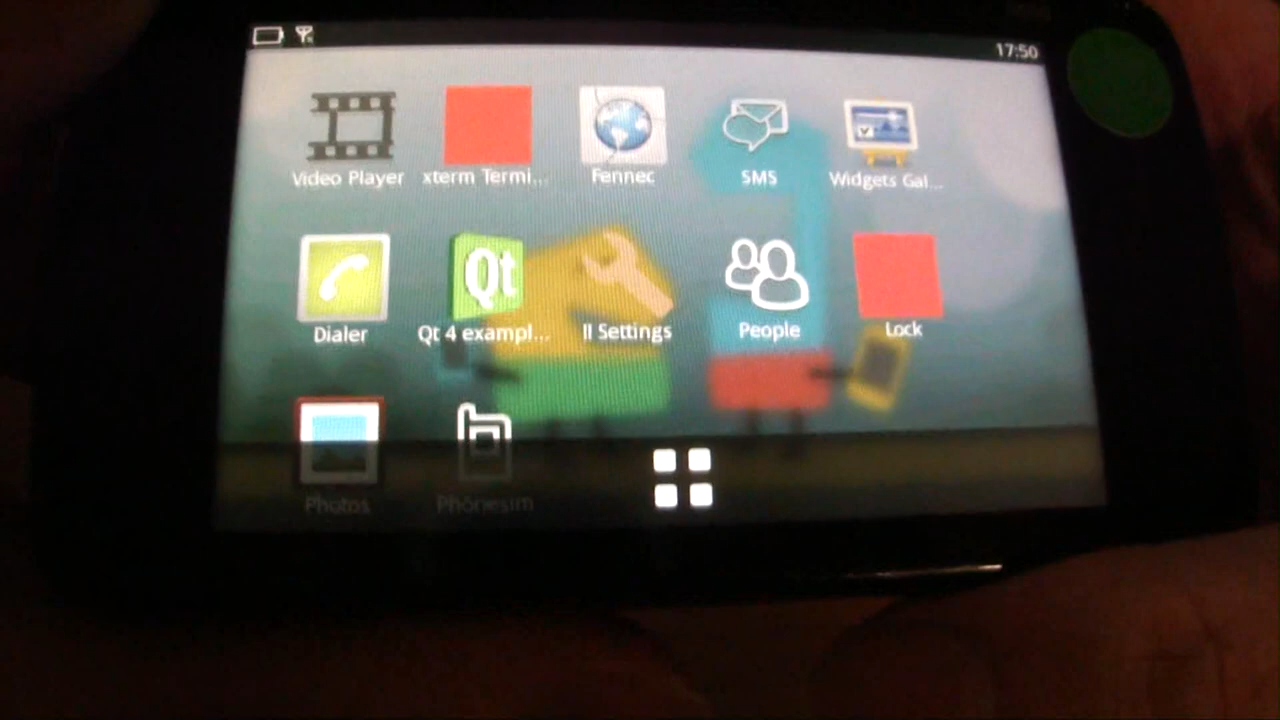 17:50
Video Player
xterm Termi...
Fennec
SMS
Widgets Gal...
Dialer
Qt
Qt 4 exampl...
ll Settings
People
Lock
Photos
Phonesim